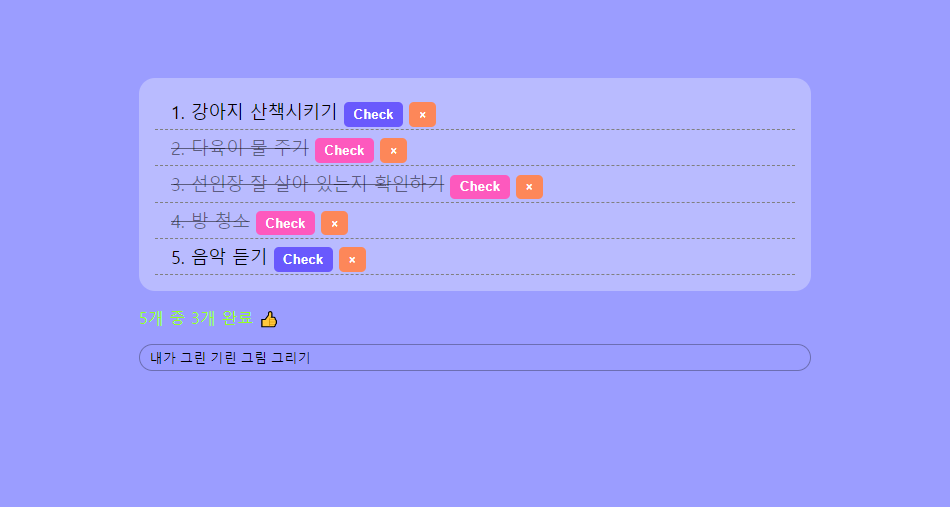 1. 강아지 산책시키기 Check ×
2. 다육이 물 주기 Check ×
3. 선인장 잘 살아 있는지 확인하기 Check ×
4. 방 청소 Check ×
5. 음악 듣기 Check ×
5개 중 3개 완료 👍
내가 그린 기린 그림 그리기